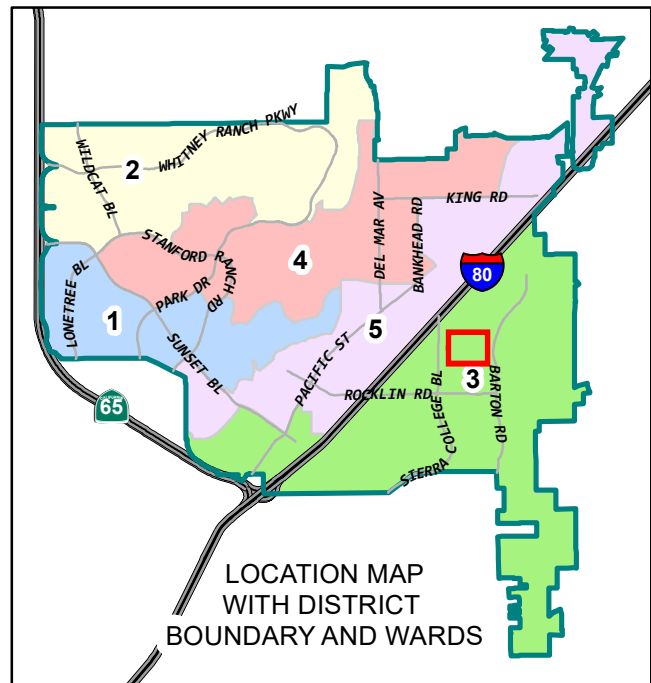 WHITNEY RANCH PKWY
WILDCAT BL
2
KING RD
STANFORD RANCH RD
4
DEL MAR AV
BANKHEAD RD
80
LONETREE BL
PARK DR
1
5
SUNSET BL
PACIFIC ST
3
CALIFORNIA
65
ROCKLIN RD
SIERRA COLLEGE BL
BARTON RD
LOCATION MAP
WITH DISTRICT
BOUNDARY AND WARDS